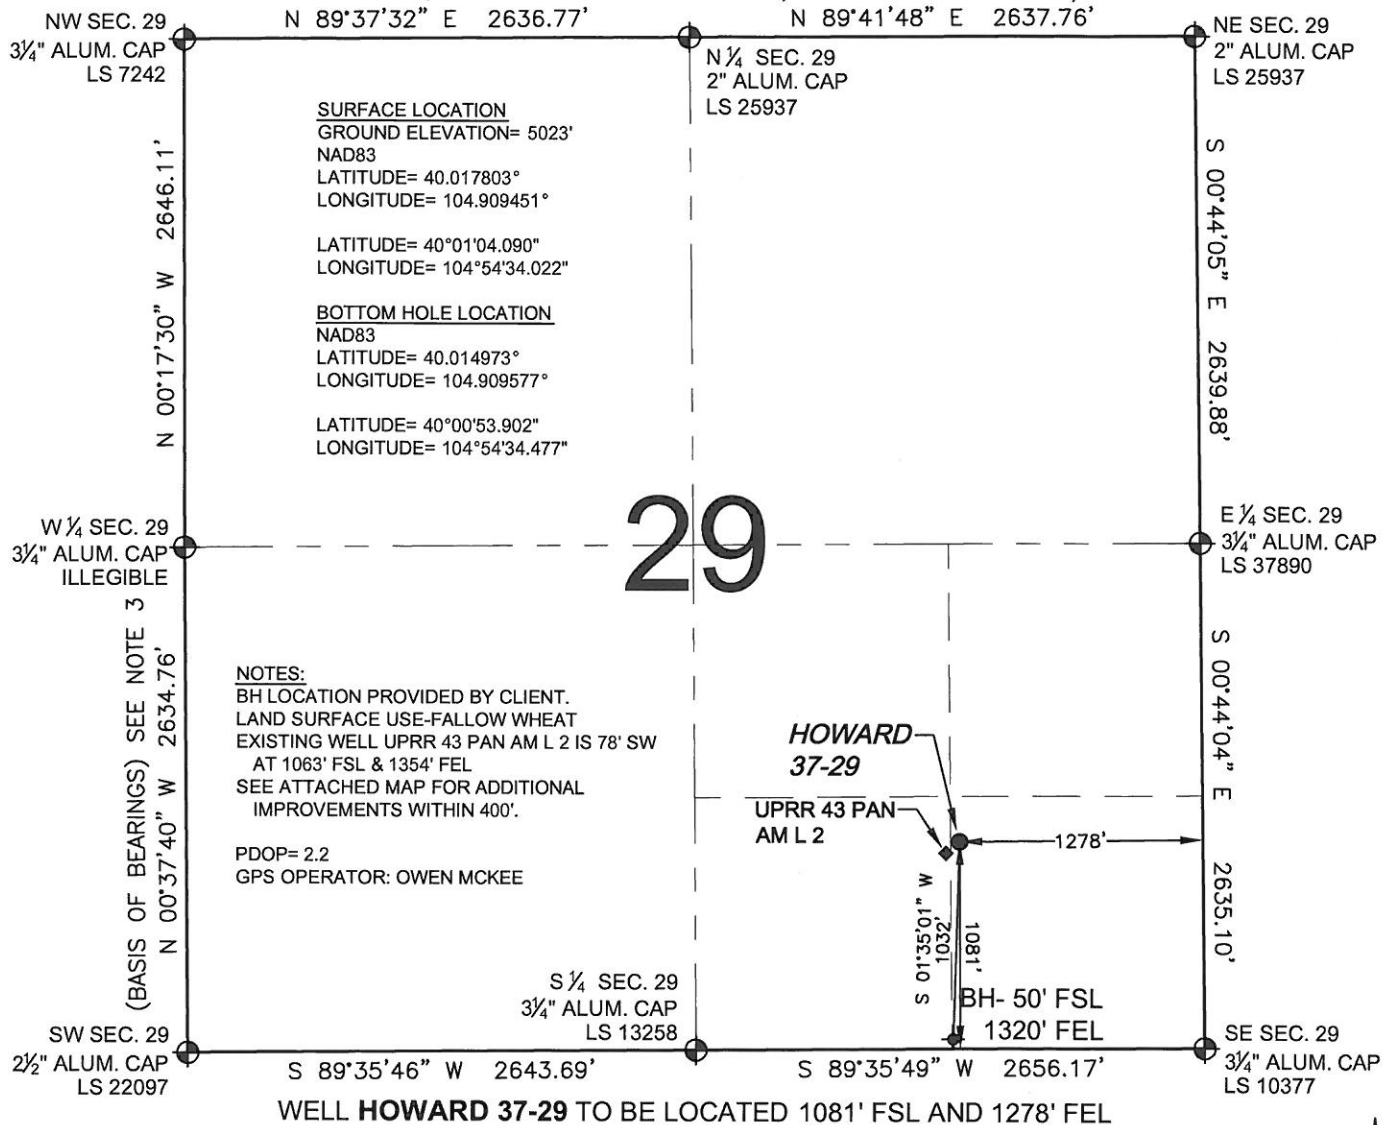 N 89°37'32” E 2636.77'
N 89°41'48” E 2637.76'
NW SEC. 29
3¼" ALUM. CAP
LS 7242
N ¼ SEC. 29
2" ALUM. CAP
LS 25937
NE SEC. 29
2" ALUM. CAP
LS 25937
SURFACE LOCATION
GROUND ELEVATION= 5023'
NAD83
LATITUDE= 40.017803°
LONGITUDE= 104.909451°
LATITUDE= 40°01'04.090"
LONGITUDE= 104°54'34.022"
BOTTOM HOLE LOCATION
NAD83
LATITUDE= 40.014973°
LONGITUDE= 104.909577°
LATITUDE= 40°00'53.902"
LONGITUDE= 104°54'34.477"
N 00°17'30” W 2646.11'
S 00°44'05” E 2639.88'
29
W ¼ SEC. 29
3¼" ALUM. CAP
ILLEGIBLE
E ¼ SEC. 29
3¼" ALUM. CAP
LS 37890
(BASIS OF BEARINGS) SEE NOTE 3
N 00°37'40” W 2634.76'
NOTES:
BH LOCATION PROVIDED BY CLIENT.
LAND SURFACE USE-FALLOW WHEAT
EXISTING WELL UPRR 43 PAN AM L 2 IS 78' SW
AT 1063' FSL & 1354' FEL
SEE ATTACHED MAP FOR ADDITIONAL
IMPROVEMENTS WITHIN 400'.
PDOP= 2.2
GPS OPERATOR: OWEN MCKEE
HOWARD
37-29
UPRR 43 PAN
AM L 2
1278'
S 00°44'04” E 2635.10'
S 01°35'01” W
1032'
1081'
BH- 50' FSL
1320' FEL
S ¼ SEC. 29
3¼" ALUM. CAP
LS 13258
SW SEC. 29
2½" ALUM. CAP
LS 22097
SE SEC. 29
3¼" ALUM. CAP
LS 10377
S 89°35'46” W 2643.69'
S 89°35'49” W 2656.17'
WELL HOWARD 37-29 TO BE LOCATED 1081' FSL AND 1278' FEL